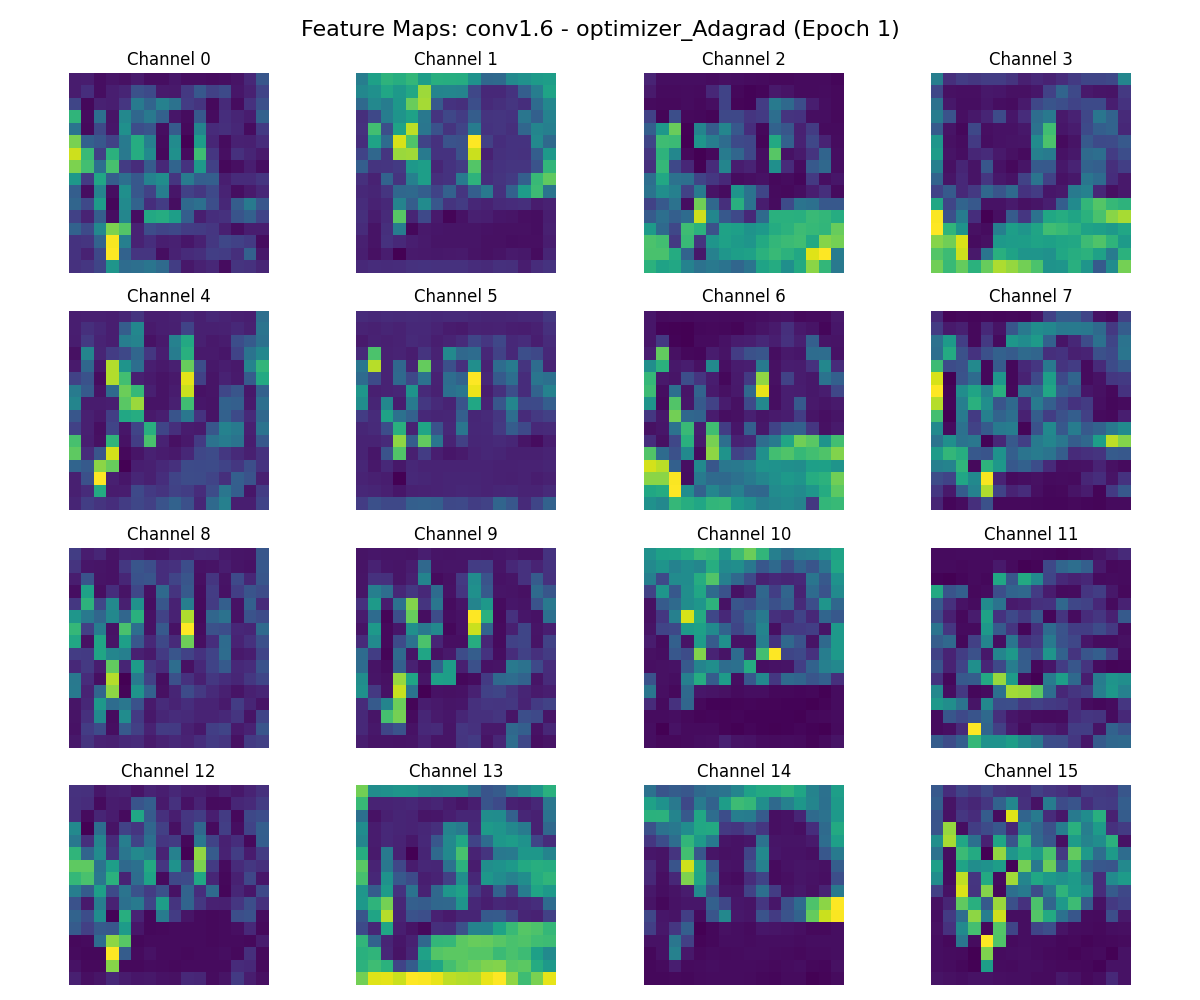 Feature Maps: conv1.6 - optimizer_Adagrad (Epoch 1)
Channel 0 Channel 1 Channel 2 Channel 3
Channel 4 Channel 5 Channel 6 Channel 7
Channel 8 Channel 9 Channel 10 Channel 11
Channel 12 Channel 13 Channel 14 Channel 15